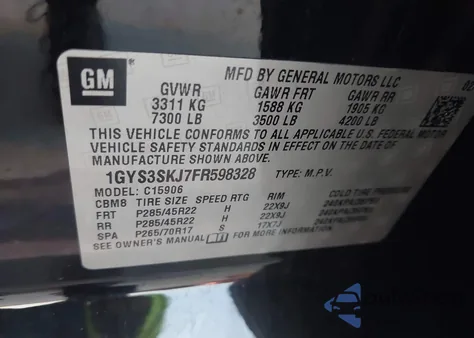 GM
MFD BY GENERAL MOTORS LLC
GVWR GAWR FRT GAWR RR
3311 KG 1588 KG 1905 KG
7300 LB 3500 LB 4200 LB
THIS VEHICLE CONFORMS TO ALL APPLICABLE U.S. FEDERAL MOTOR
VEHICLE SAFETY STANDARDS IN EFFECT ON THE DATE OF
MANUFACTURE SHOWN ABOVE.
1GYS3SKJ7FR598328 TYPE: M.P.V.
MODEL: C15906
CBM8 TIRE SIZE SPEED RTG RIM COLD TIRE PRESSURE
FRT P285/45R22 H 22X9J
RR P285/45R22 H 22X9J
SPA P265/70R17 S 17X7J
SEE OWNER'S MANUAL